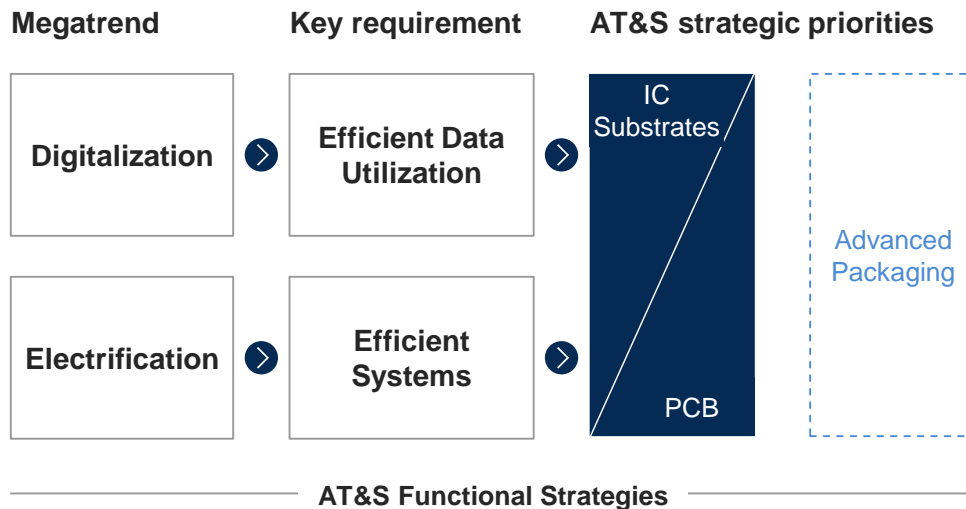 Megatrend
Key requirement
AT&S strategic priorities
Digitalization
Efficient Data
Utilization
IC
Substrates
Advanced
Packaging
Electrification
Efficient
Systems
PCB
AT&S Functional Strategies